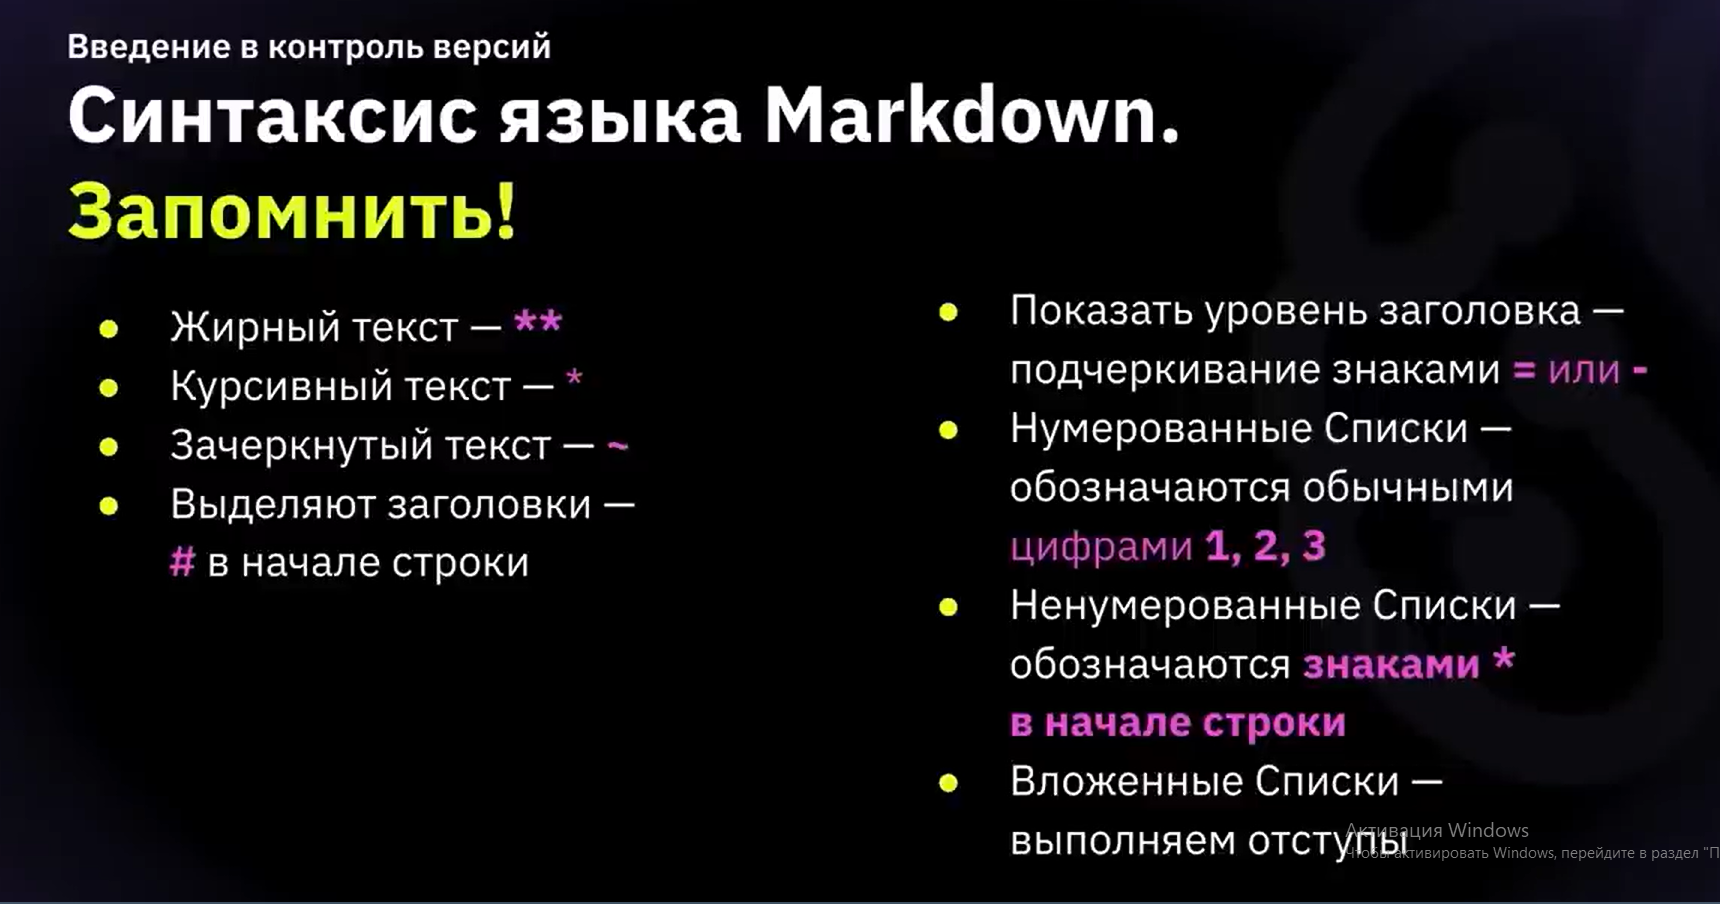 Введение в контроль версий
Синтаксис языка Markdown.
Запомнить!
● Жирный текст — **
● Курсивный текст — *
● Зачеркнутый текст — ~
● Выделяют заголовки —
# в начале строки
● Показать уровень заголовка —
подчеркивание знаками = или -
● Нумерованные Списки —
обозначаются обычными
цифрами 1, 2, 3
● Ненумерованные Списки —
обозначаются знаками *
в начале строки
● Вложенные Списки —
выполняем отступы
Активация Windows
Чтобы активировать Windows, перейдите в раздел "П